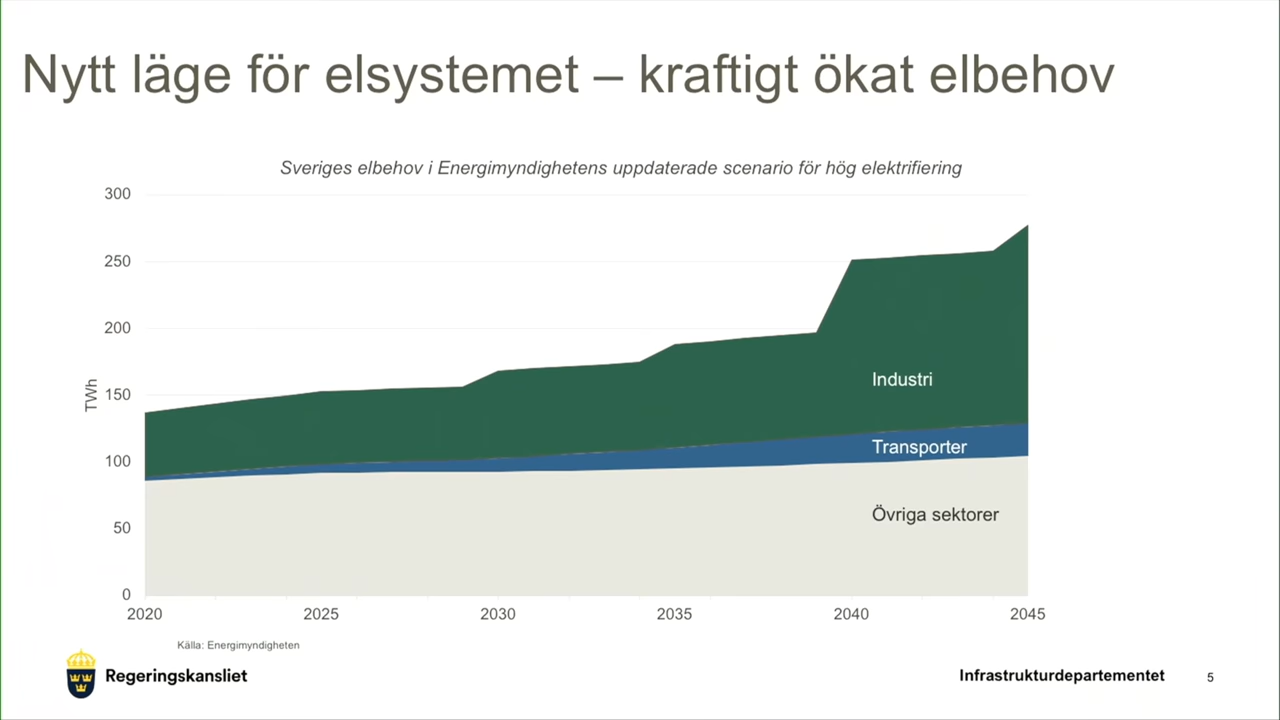 Nytt läge för elsystemet – kraftigt ökat elbehov
Sveriges elbehov i Energimyndighetens uppdaterade scenario för hög elektrifiering
300
250
200
150
100
50
0
TWh
Industri
Transporter
Övriga sektorer
2020 2025 2030 2035 2040 2045
Källa: Energimyndigheten
Regeringskansliet
Infrastrukturdepartementet 5